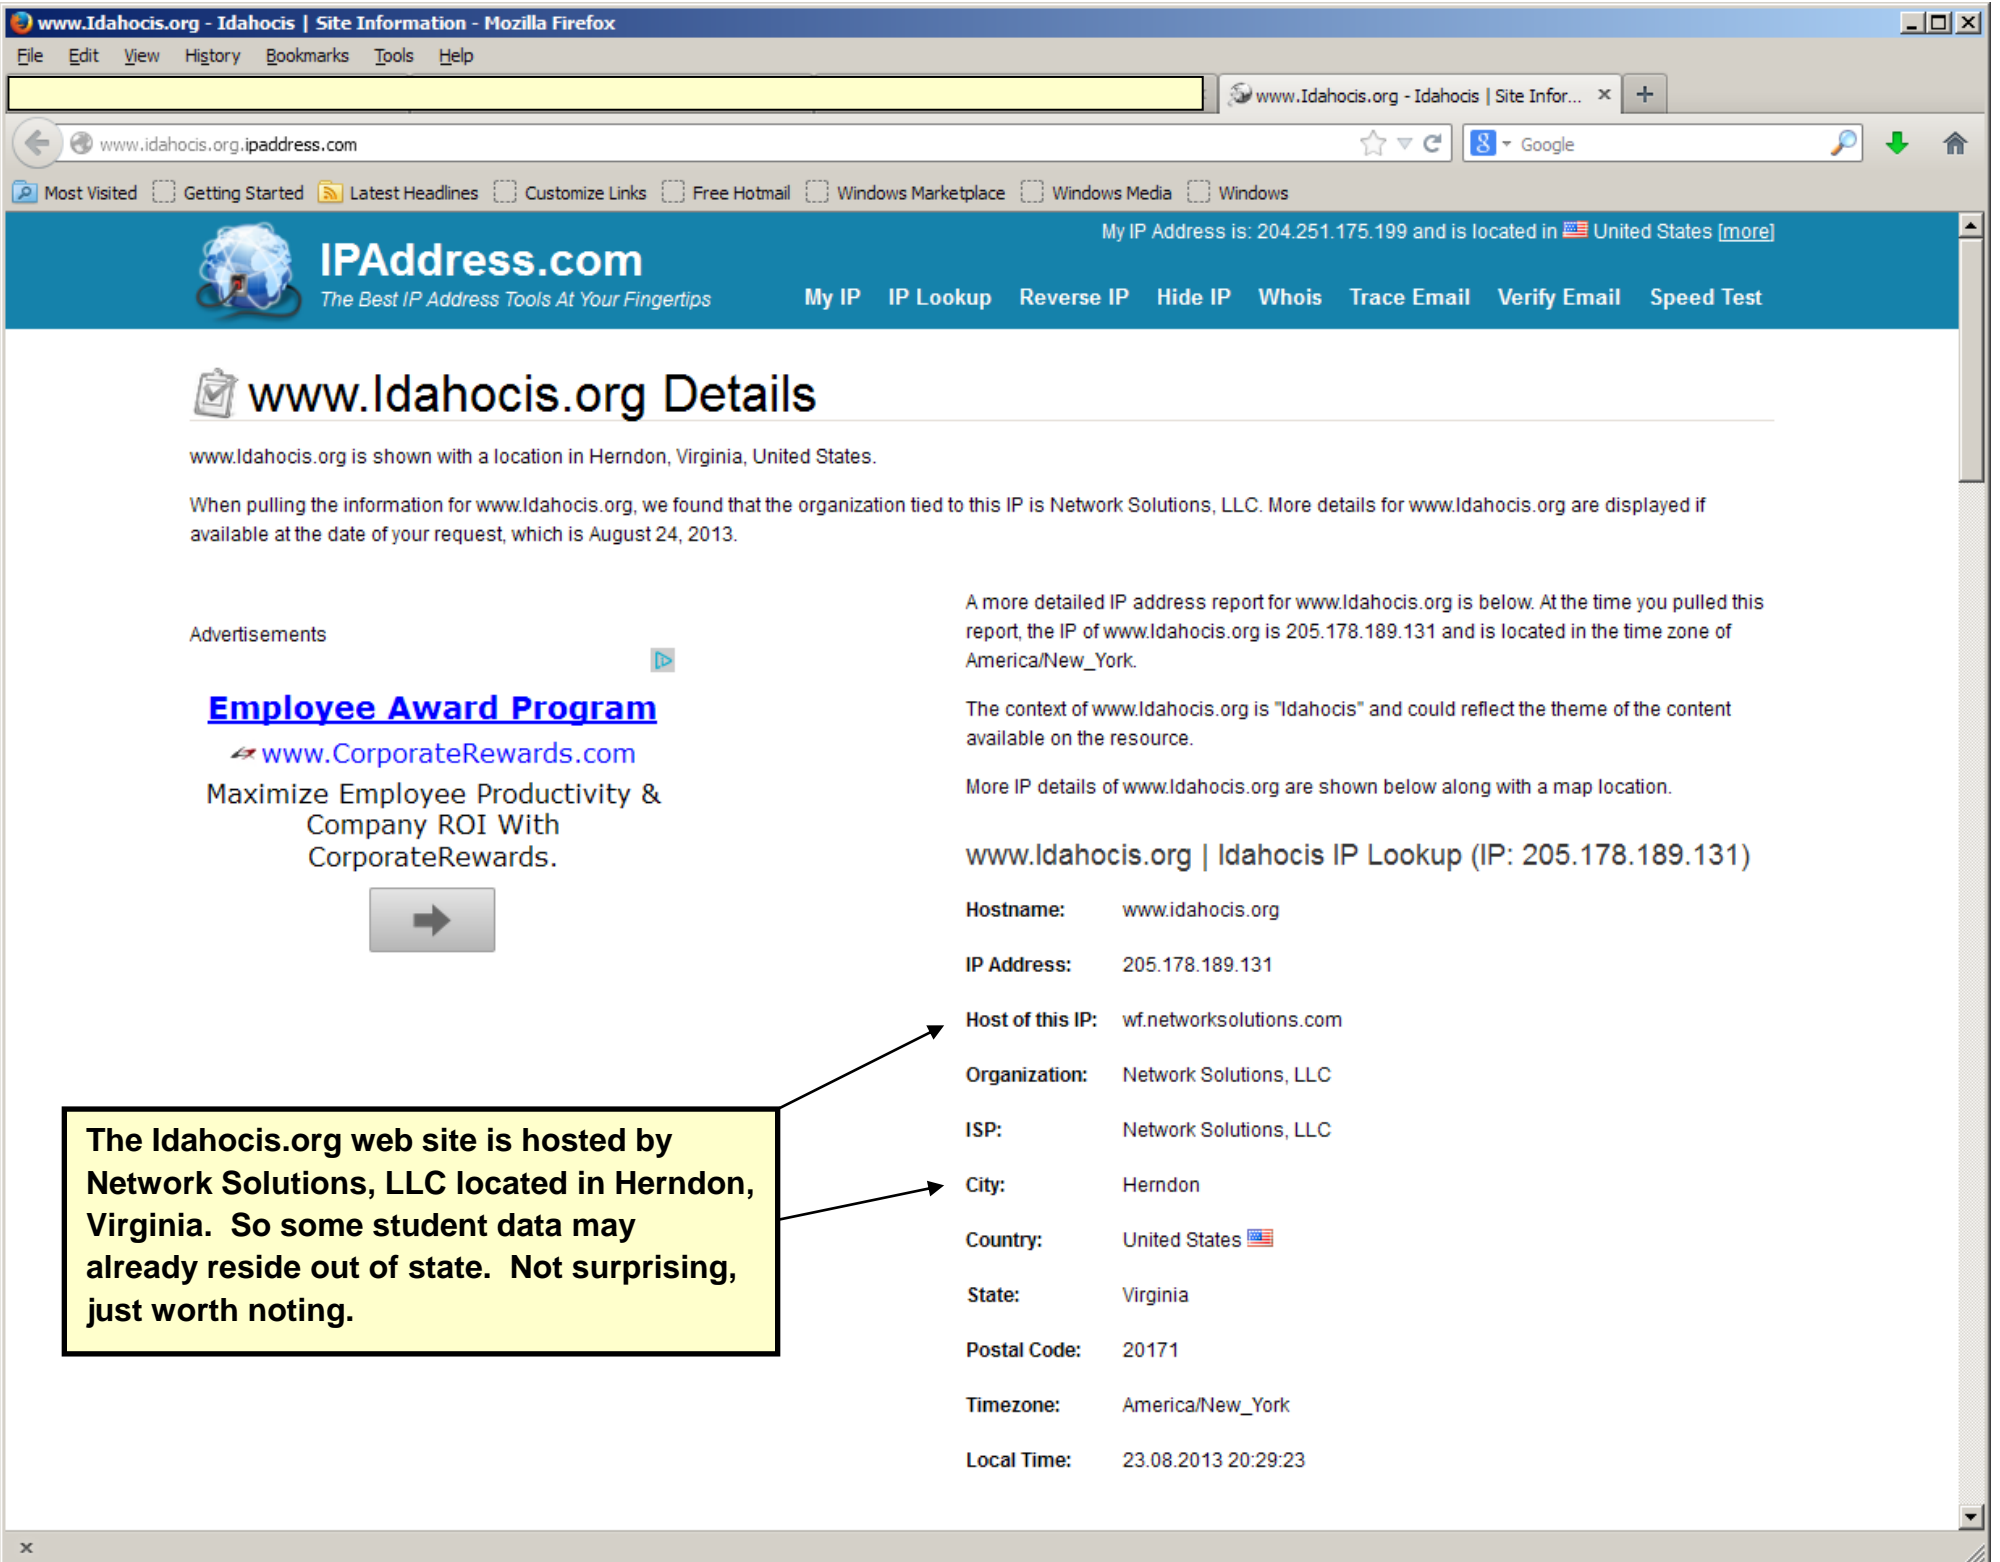 www.Idahocis.org - Idahocis | Site Information - Mozilla Firefox
File Edit View History Bookmarks Tools Help
www.Idahocis.org - Idahocis | Site Infor...
www.idahocis.org.ipaddress.com
Google
Most Visited Getting Started Latest Headlines Customize Links Free Hotmail Windows Marketplace Windows Media Windows
My IP Address is: 204.251.175.199 and is located in United States [more]
IPAddress.com
The Best IP Address Tools At Your Fingertips
My IP IP Lookup Reverse IP Hide IP Whois Trace Email Verify Email Speed Test
www.Idahocis.org Details
www.Idahocis.org is shown with a location in Herndon, Virginia, United States.
When pulling the information for www.Idahocis.org, we found that the organization tied to this IP is Network Solutions, LLC. More details for www.Idahocis.org are displayed if
available at the date of your request, which is August 24, 2013.
Advertisements
Employee Award Program
www.CorporateRewards.com
Maximize Employee Productivity &
Company ROI With
CorporateRewards.
A more detailed IP address report for www.Idahocis.org is below. At the time you pulled this
report, the IP of www.Idahocis.org is 205.178.189.131 and is located in the time zone of
America/New_York.
The context of www.Idahocis.org is "Idahocis" and could reflect the theme of the content
available on the resource.
More IP details of www.Idahocis.org are shown below along with a map location.
www.Idahocis.org | Idahocis IP Lookup (IP: 205.178.189.131)
Hostname: www.idahocis.org
IP Address: 205.178.189.131
Host of this IP: wf.networksolutions.com
Organization: Network Solutions, LLC
ISP: Network Solutions, LLC
City: Herndon
Country: United States
State: Virginia
Postal Code: 20171
Timezone: America/New_York
Local Time: 23.08.2013 20:29:23
The Idahocis.org web site is hosted by
Network Solutions, LLC located in Herndon,
Virginia.  So some student data may
already reside out of state.  Not surprising,
just worth noting.